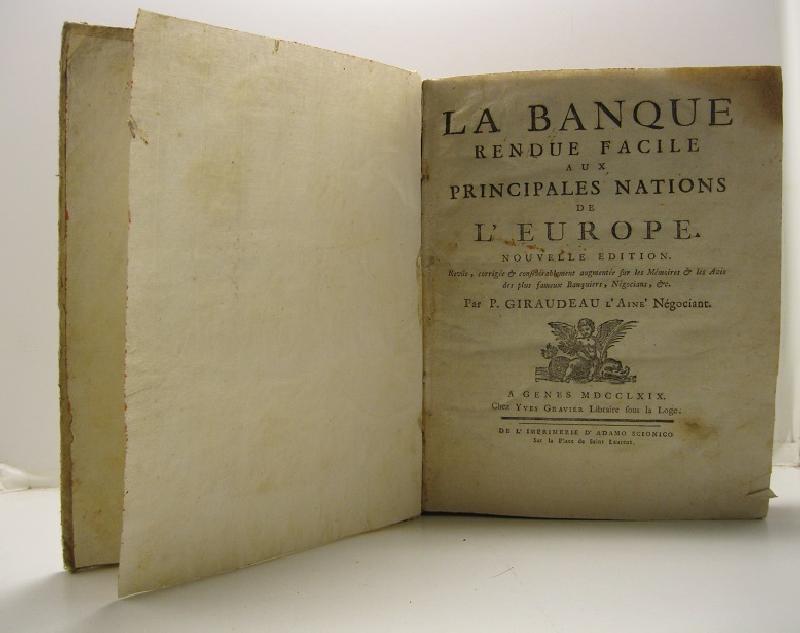 LA BANQUE
RENDUE FACILE
AUX
PRINCIPALES NATIONS
DE
L'EUROPE.
NOUVELLE EDITION.
Revûe, corrigée & considérablement augmentée sur les Mémoires & les Avis
des plus fameux Banquiers, Négocians, &c.
Par P. GIRAUDEAU L'AINE' Négociant.
A GENES MDCCLXIX.
Chez YVES GRAVIER Libraire sous la Loge.
DE L'IMPRIMERIE D'ADAMO SCIONICO
Sur la Place de Saint Laurent.